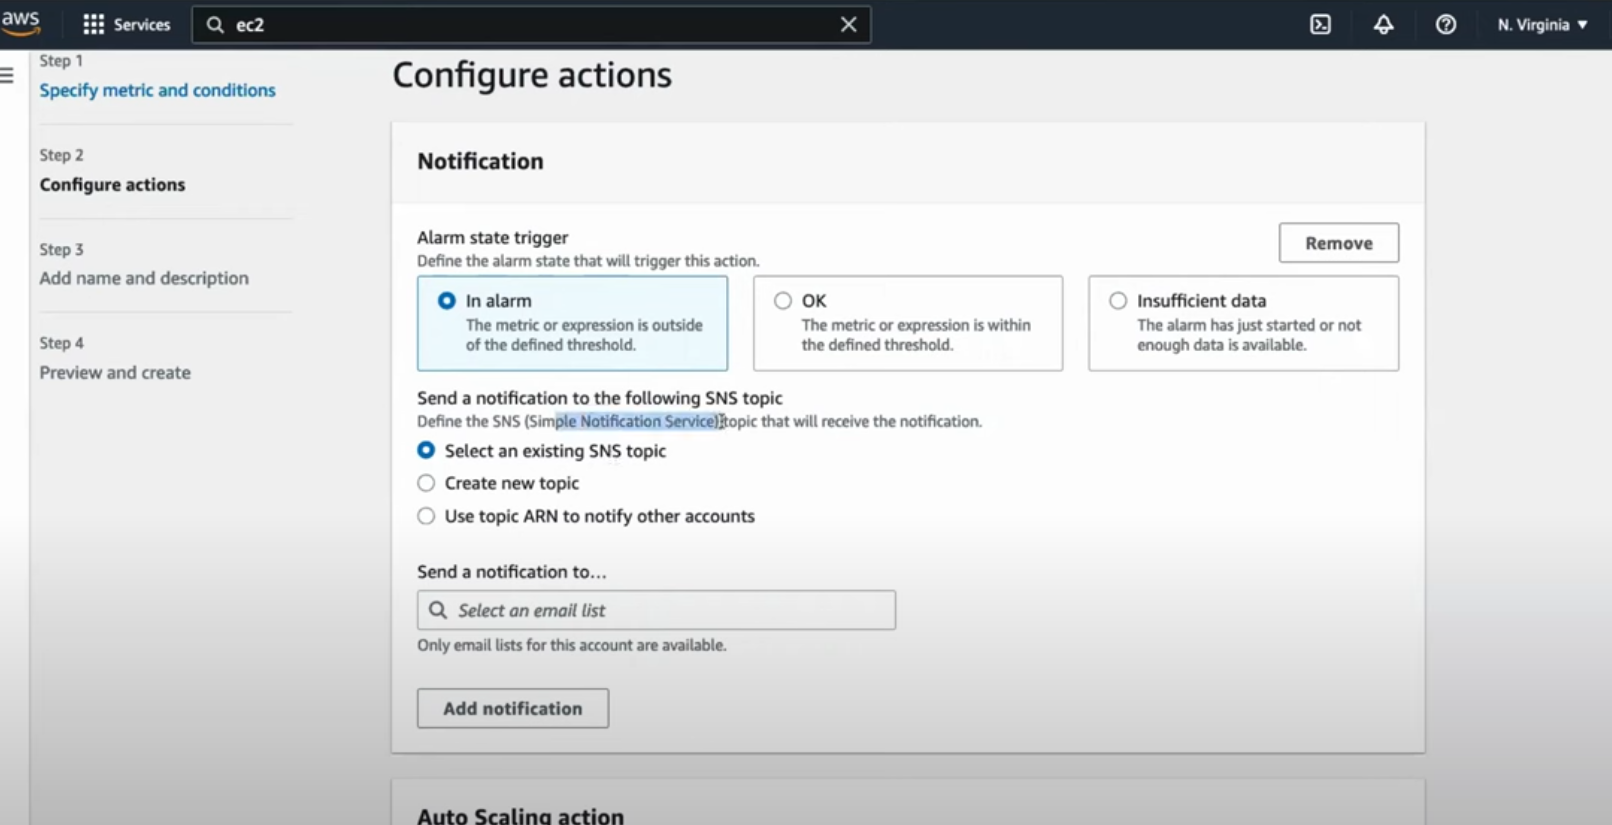 aws
Services
ec2
N. Virginia
Step 1
Specify metric and conditions
Step 2
Configure actions
Step 3
Add name and description
Step 4
Preview and create
Configure actions
Notification
Alarm state trigger
Define the alarm state that will trigger this action.
Remove
In alarm
The metric or expression is outside
of the defined threshold.
OK
The metric or expression is within
the defined threshold.
Insufficient data
The alarm has just started or not
enough data is available.
Send a notification to the following SNS topic
Define the SNS (Simple Notification Service) topic that will receive the notification.
Select an existing SNS topic
Create new topic
Use topic ARN to notify other accounts
Send a notification to...
Select an email list
Only email lists for this account are available.
Add notification
Auto Scaling action